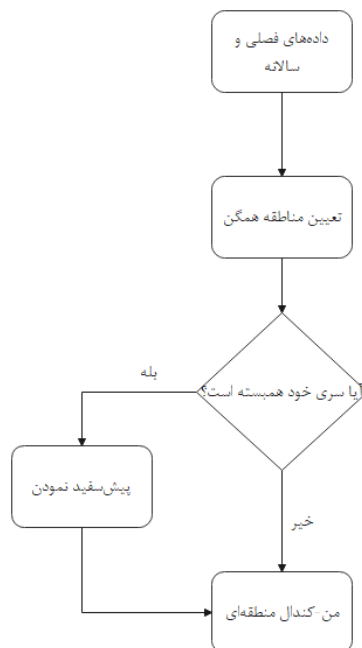 داده‌های فصلی و
سالانه
تعیین مناطقه همگن
آیا سری خود همبسته است؟
بله
پیش‌سفید نمودن
خیر
من-کندال منطقه‌ای